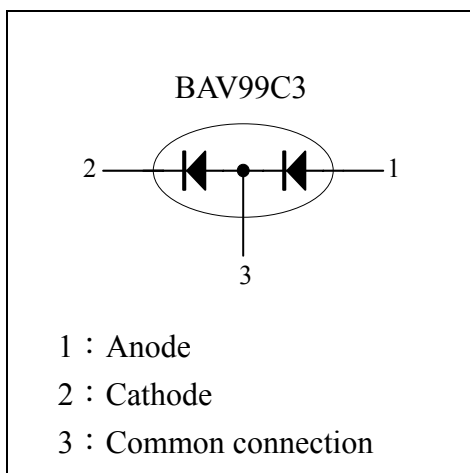 BAV99C3
2
1
3
1：Anode
2：Cathode
3：Common connection